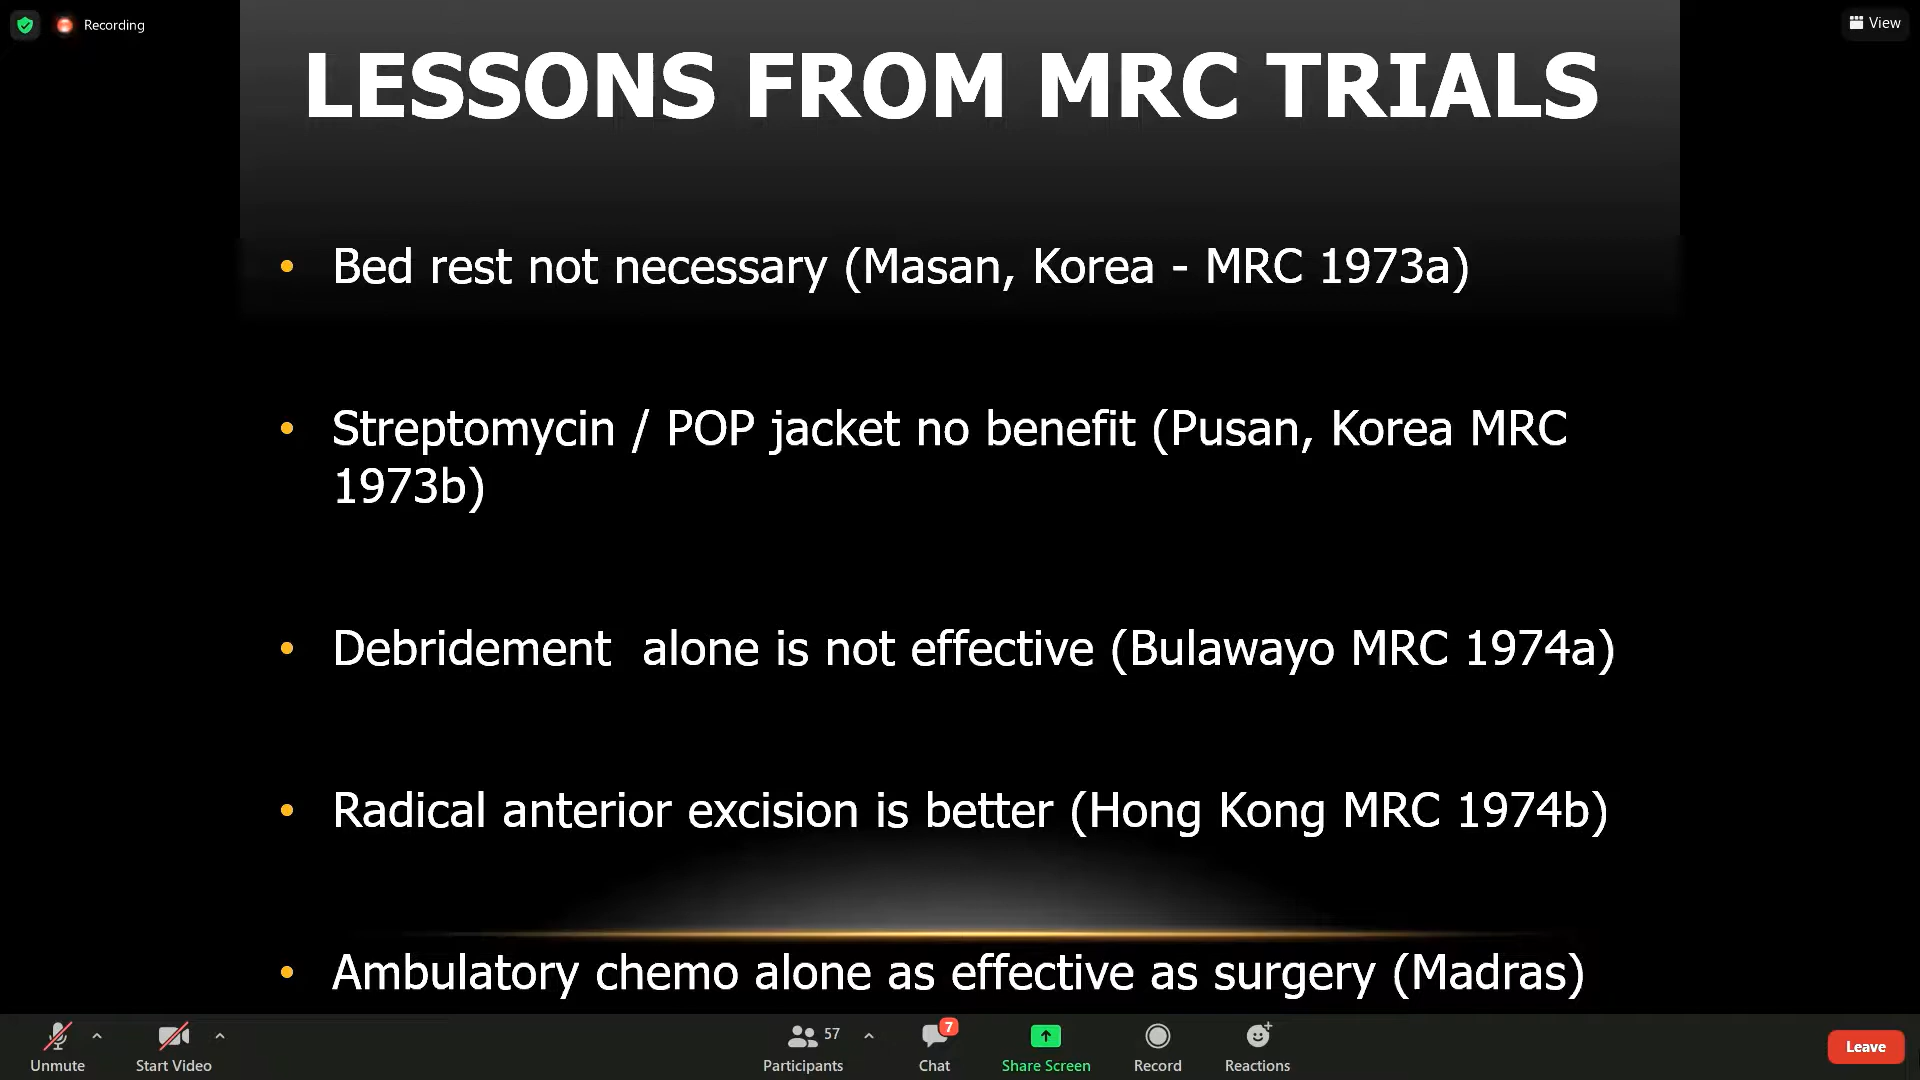 Recording
View
LESSONS FROM MRC TRIALS
• Bed rest not necessary (Masan, Korea - MRC 1973a)
• Streptomycin / POP jacket no benefit (Pusan, Korea MRC
1973b)
• Debridement  alone is not effective (Bulawayo MRC 1974a)
• Radical anterior excision is better (Hong Kong MRC 1974b)
• Ambulatory chemo alone as effective as surgery (Madras)
57
7
Unmute
Start Video
Participants
Chat
Share Screen
Record
Reactions
Leave